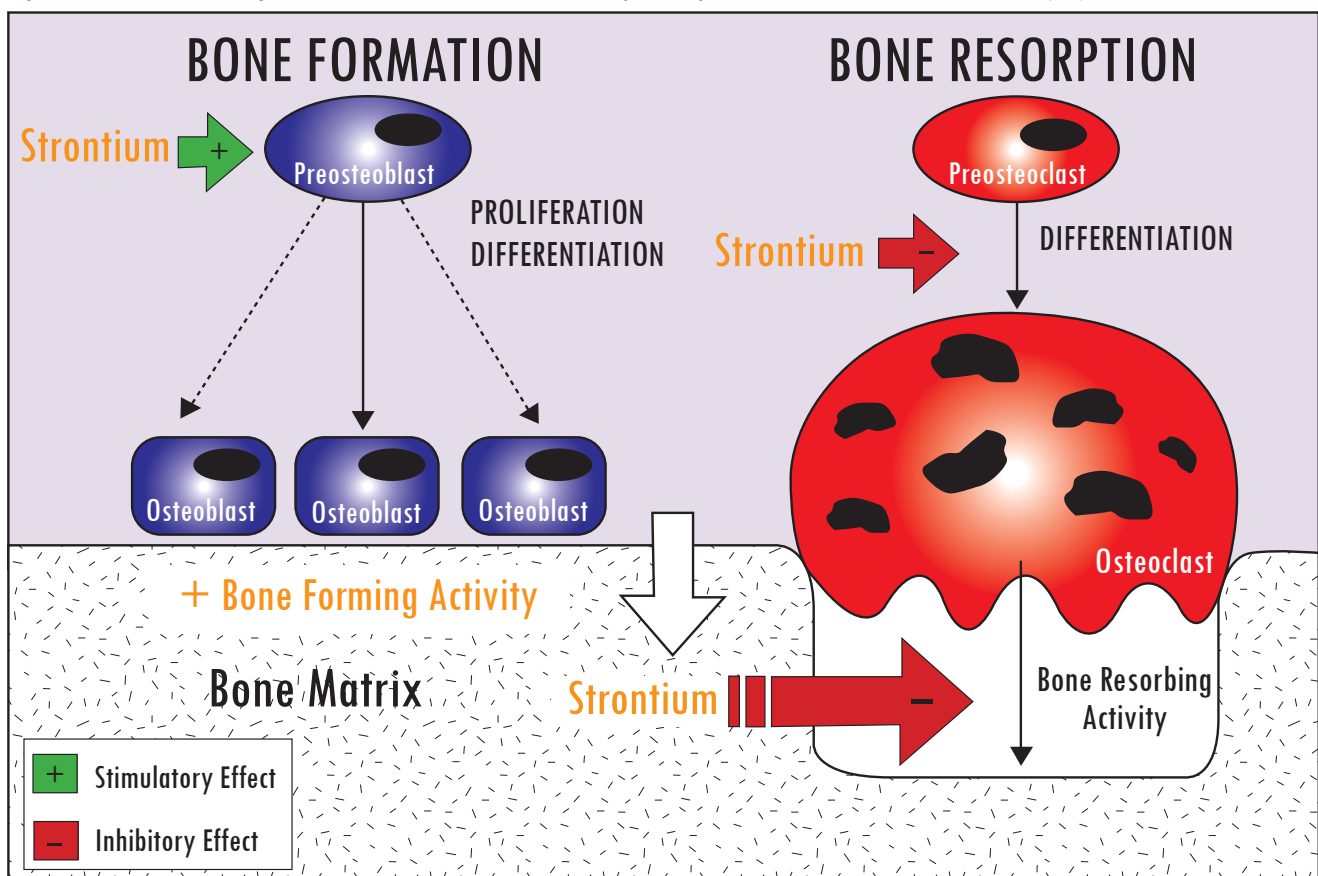 BONE FORMATION
BONE RESORPTION
Strontium
+
Preosteoblast
Preosteoclast
PROLIFERATION
DIFFERENTIATION
Strontium
-
DIFFERENTIATION
Osteoblast
Osteoblast
Osteoblast
Osteoclast
+ Bone Forming Activity
Bone Matrix
Strontium
-
Bone Resorbing
Activity
+ Stimulatory Effect
- Inhibitory Effect